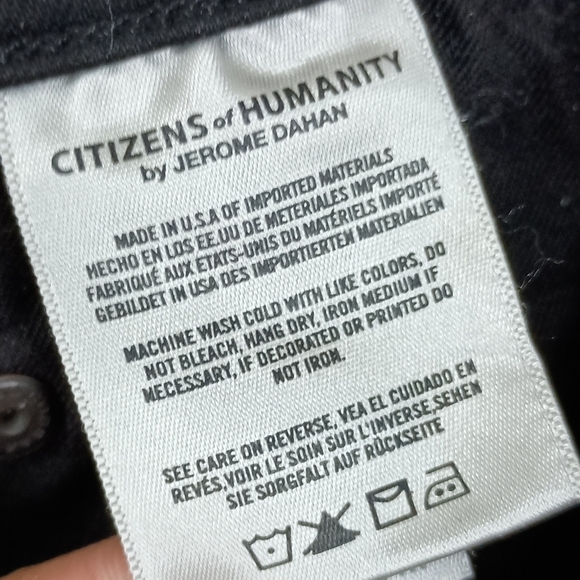 CITIZENS of HUMANITY
by JEROME DAHAN
MADE IN U.S.A OF IMPORTED MATERIALS
HECHO EN LOS EE.UU DE METERIALES IMPORTADA
FABRIQUÉ AUX ETATS-UNIS DU MATÉRIELS IMPORTÉ
GEBILDET IN USA DES IMPORTIERTEN MATERIALIEN
MACHINE WASH COLD WITH LIKE COLORS, DO
NOT BLEACH, HANG DRY, IRON MEDIUM IF
NECESSARY, IF DECORATED OR PRINTED DO
NOT IRON.
SEE CARE ON REVERSE, VEA EL CUIDADO EN
REVÉS,VOIR LE SOIN SUR L'INVERSE,SEHEN
SIE SORGFALT AUF RÜCKSEITE